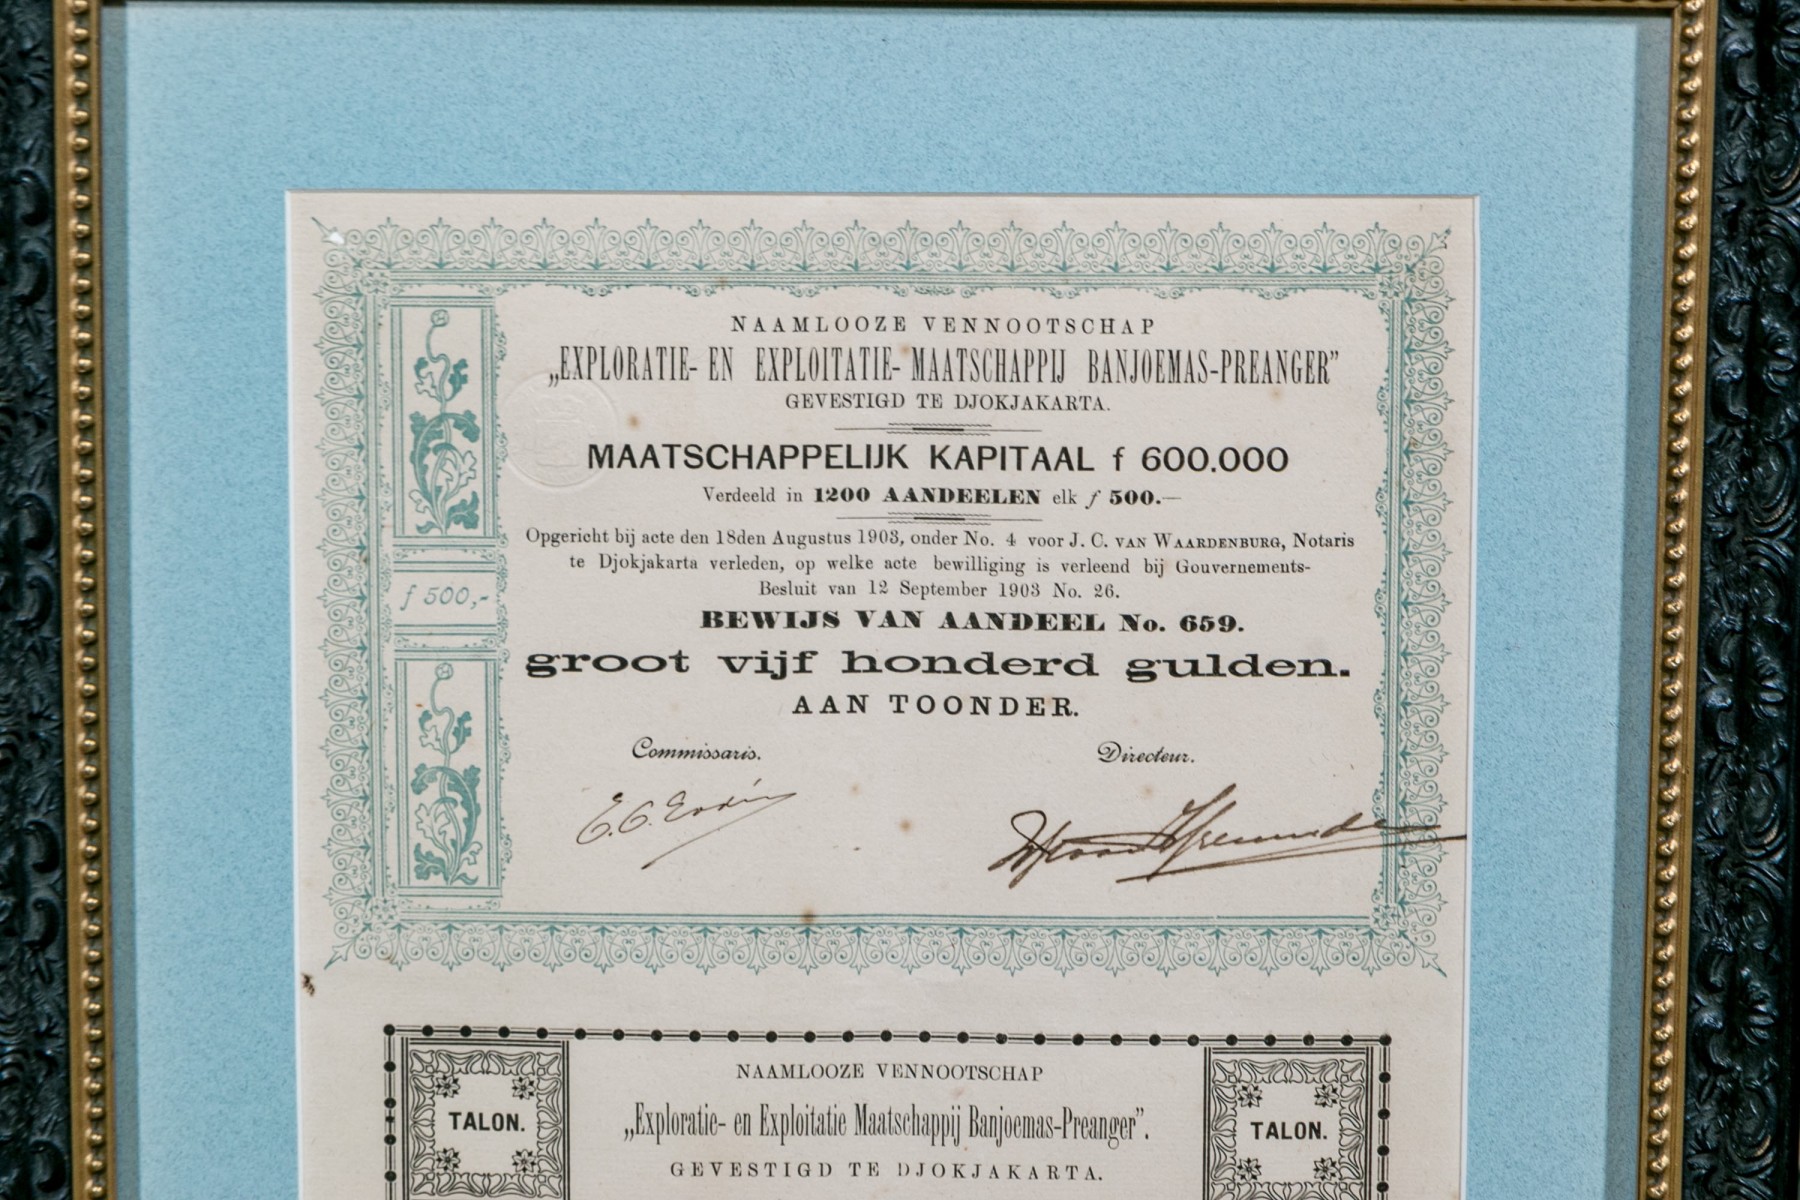 NAAMLOOZE VENNOOTSCHAP
„EXPLORATIE- EN EXPLOITATIE- MAATSCHAPPIJ BANJOEMAS-PREANGER”
GEVESTIGD TE DJOKJAKARTA.
MAATSCHAPPELIJK KAPITAAL f 600.000
Verdeeld in 1200 AANDEELEN elk f 500.—
Opgericht bij acte den 18den Augustus 1903, onder No. 4 voor J. C. VAN WAARDENBURG, Notaris
te Djokjakarta verleden, op welke acte bewilliging is verleend bij Gouvernements-
Besluit van 12 September 1903 No. 26.
f 500,-
BEWIJS VAN AANDEEL No. 659.
groot vijf honderd gulden.
AAN TOONDER.
Commissaris. Directeur.
E. C.
NAAMLOOZE VENNOOTSCHAP
TALON. „Exploratie- en Exploitatie Maatschappij Banjoemas-Preanger”. TALON.
GEVESTIGD TE DJOKJAKARTA.